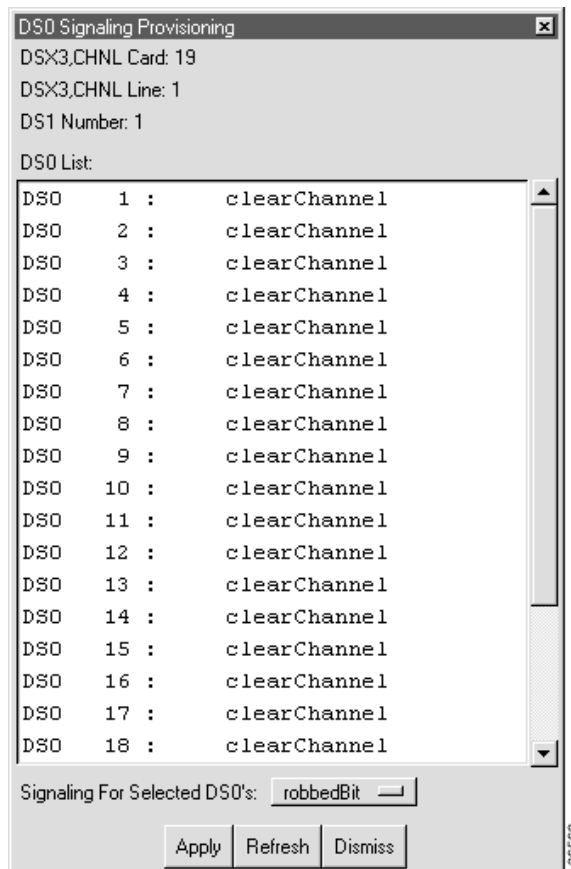 DS0 Signaling Provisioning
DSX3,CHNL Card: 19
DSX3,CHNL Line: 1
DS1 Number: 1
DS0 List:
DS0 1 : clearChannel
DS0 2 : clearChannel
DS0 3 : clearChannel
DS0 4 : clearChannel
DS0 5 : clearChannel
DS0 6 : clearChannel
DS0 7 : clearChannel
DS0 8 : clearChannel
DS0 9 : clearChannel
DS0 10 : clearChannel
DS0 11 : clearChannel
DS0 12 : clearChannel
DS0 13 : clearChannel
DS0 14 : clearChannel
DS0 15 : clearChannel
DS0 16 : clearChannel
DS0 17 : clearChannel
DS0 18 : clearChannel
Signaling For Selected DS0's: robbedBit
Apply Refresh Dismiss